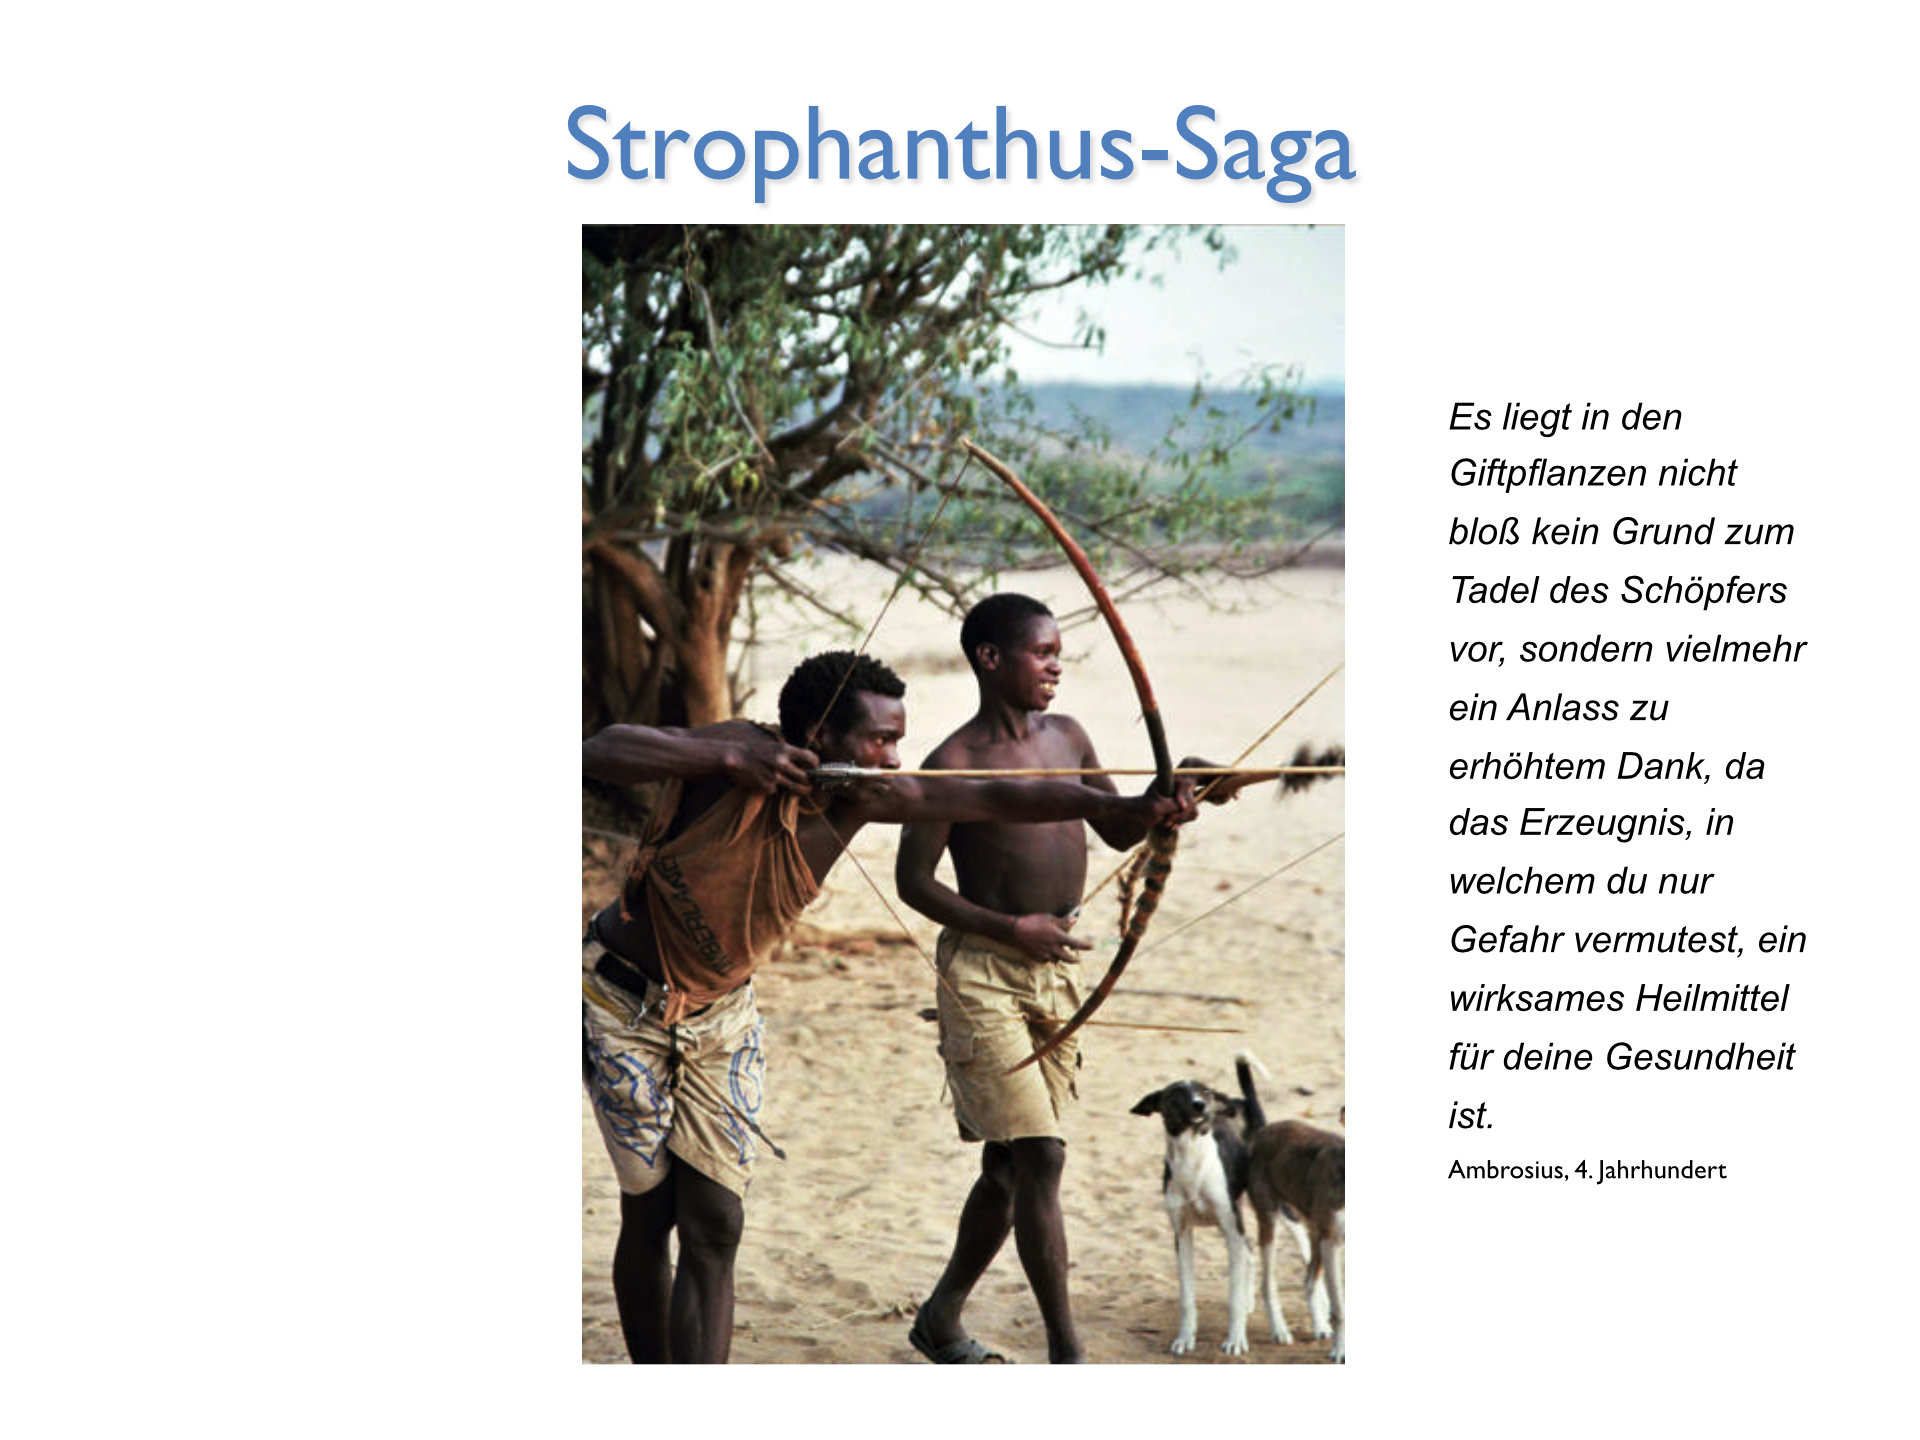 Strophanthus-Saga
Es liegt in den
Giftpflanzen nicht
bloß kein Grund zum
Tadel des Schöpfers
vor, sondern vielmehr
ein Anlass zu
erhöhtem Dank, da
das Erzeugnis, in
welchem du nur
Gefahr vermutest, ein
wirksames Heilmittel
für deine Gesundheit
ist.
Ambrosius, 4. Jahrhundert